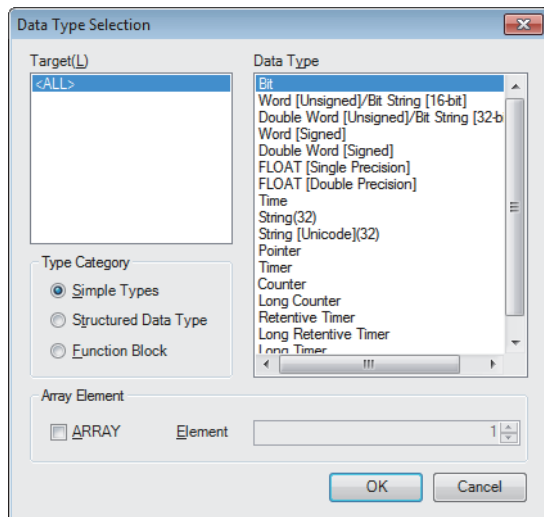 Data Type Selection
Target(L)
<ALL>
Data Type
Bit
Word [Unsigned]/Bit String [16-bit]
Double Word [Unsigned]/Bit String [32-b
Word [Signed]
Double Word [Signed]
FLOAT [Single Precision]
FLOAT [Double Precision]
Time
String(32)
String [Unicode](32)
Pointer
Timer
Counter
Long Counter
Retentive Timer
Long Retentive Timer
Long Timer
Type Category
Simple Types
Structured Data Type
Function Block
Array Element
ARRAY
Element
1
OK
Cancel